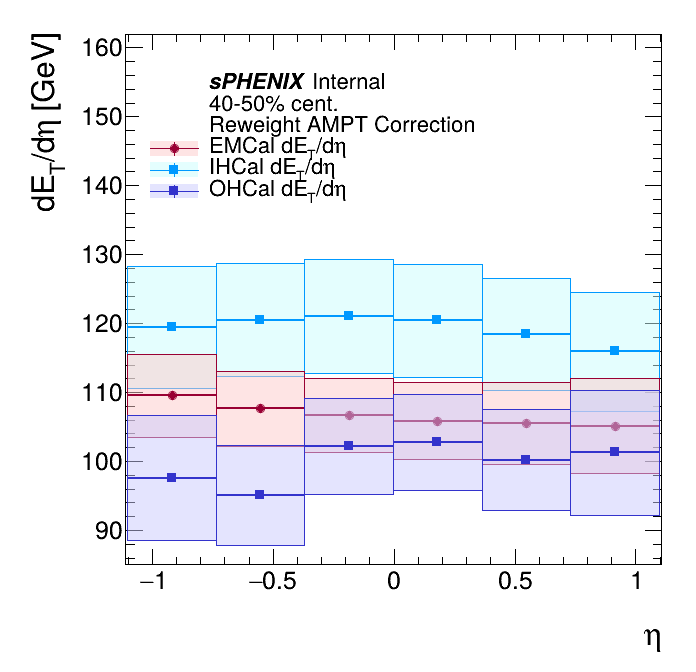 dE_T/dη [GeV]
160
150
140
130
120
110
100
90
sPHENIX Internal
40-50% cent.
Reweight AMPT Correction
EMCal dE_T/dη
IHCal dE_T/dη
OHCal dE_T/dη
−1
−0.5
0
0.5
1
η